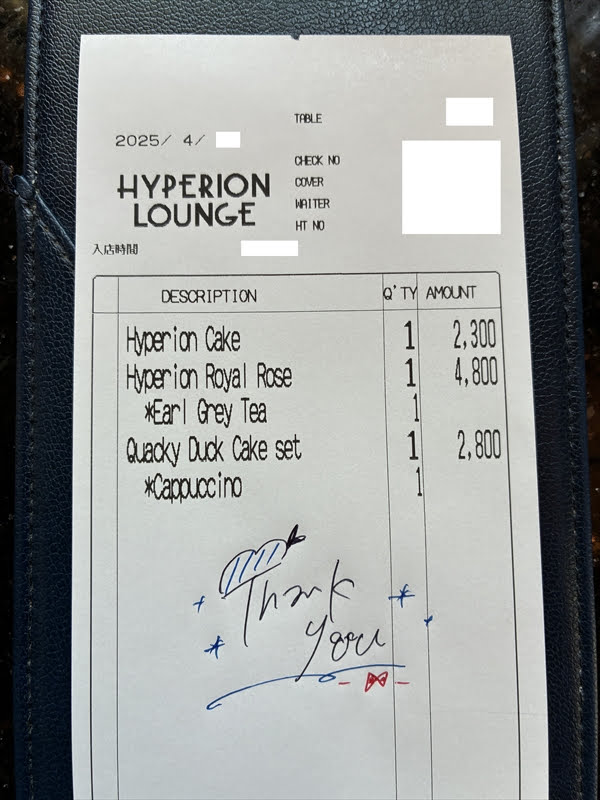 TABLE
2025/ 4/
CHECK NO
HYPERION
LOUNGE
COVER
WAITER
HT NO
入店時間
DESCRIPTION Q'TY AMOUNT
Hyperion Cake 1 2,300
Hyperion Royal Rose 1 4,800
*Earl Grey Tea 1
Quacky Duck Cake set 1 2,800
*Cappuccino 1
Thank
you